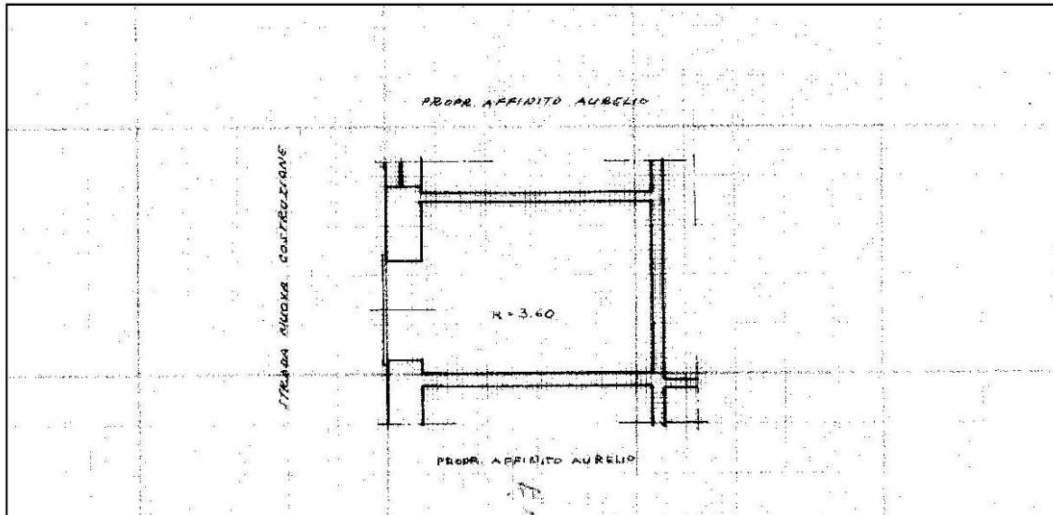 PROPR. AFFINITO AURELIO
STRADA NUOVA COSTRUZIONE
H=3.60
PROPR. AFFINITO AURELIO